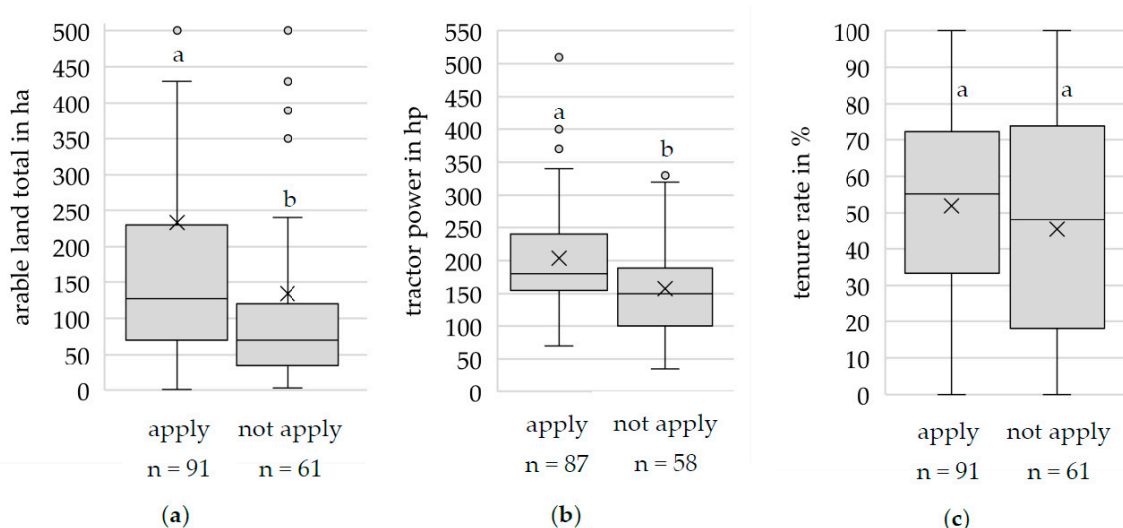 arable land total in ha
500
450
400
350
300
250
200
150
100
50
0
a
b
apply
not apply
n = 91
n = 61
(a)
tractor power in hp
550
500
450
400
350
300
250
200
150
100
50
0
a
b
apply
not apply
n = 87
n = 58
(b)
tenure rate in %
100
90
80
70
60
50
40
30
20
10
0
a
a
apply
not apply
n = 91
n = 61
(c)